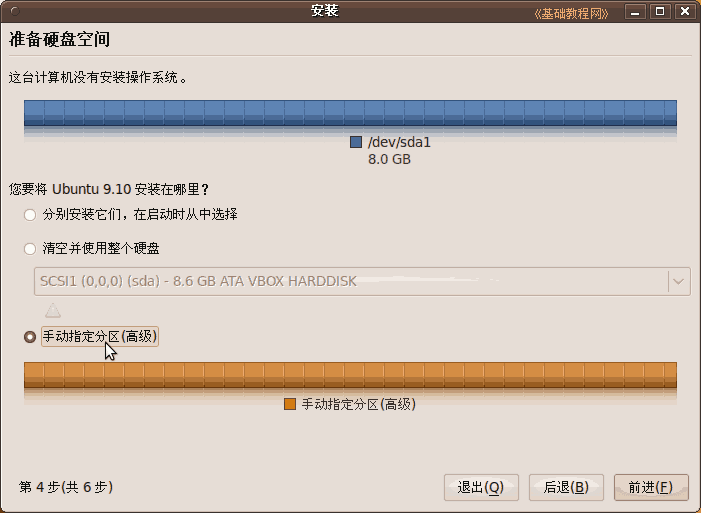 安装
《基础教程网》
准备硬盘空间
这台计算机没有安装操作系统。
/dev/sda1
8.0 GB
您要将 Ubuntu 9.10 安装在哪里？
分别安装它们，在启动时从中选择
清空并使用整个硬盘
SCSI1 (0,0,0) (sda) - 8.6 GB ATA VBOX HARDDISK
手动指定分区(高级)
手动指定分区(高级)
第 4 步(共 6 步)
退出(Q)
后退(B)
前进(F)